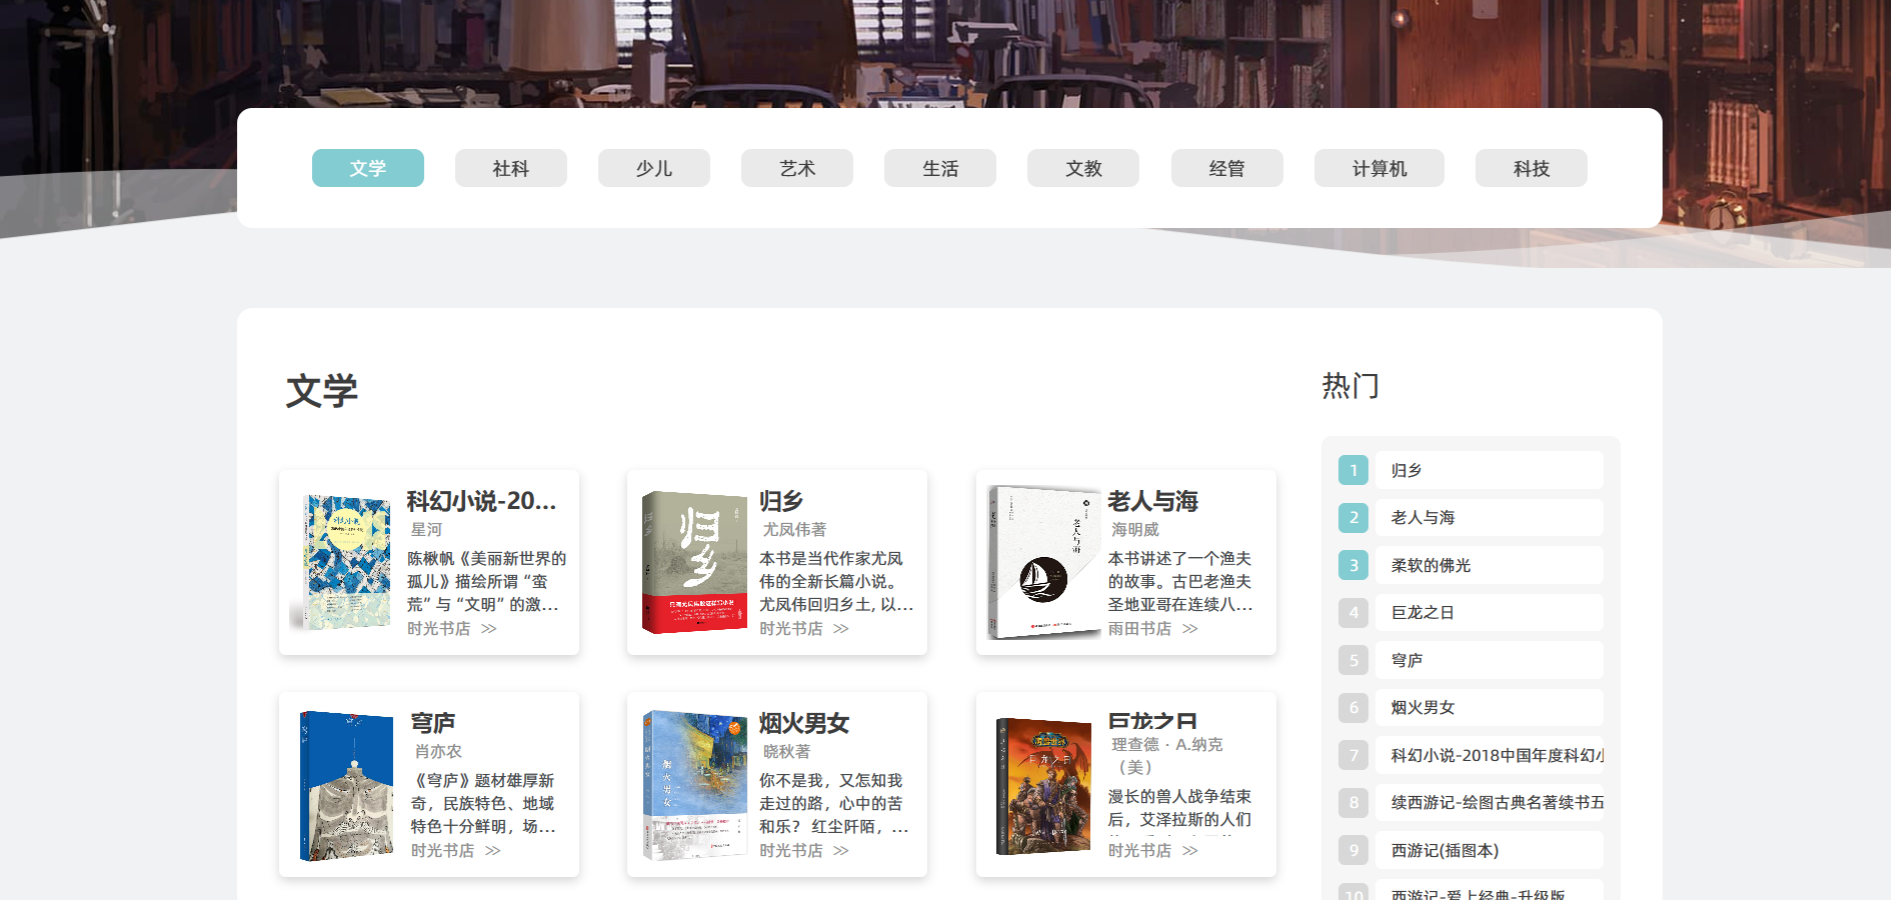 文学
社科
少儿
艺术
生活
文教
经管
计算机
科技
文学
科幻小说-20...
星河
陈楸帆《美丽新世界的
孤儿》描绘所谓“蛮
荒”与“文明”的激...
时光书店 >>
归乡
尤凤伟著
本书是当代作家尤凤
伟的全新长篇小说。
尤凤伟回归乡土, 以...
时光书店 >>
老人与海
海明威
本书讲述了一个渔夫
的故事。古巴老渔夫
圣地亚哥在连续八...
雨田书店 >>
穹庐
肖亦农
《穹庐》题材雄厚新
奇，民族特色、地域
特色十分鲜明，场...
时光书店 >>
烟火男女
晓秋著
你不是我，又怎知我
走过的路，心中的苦
和乐？ 红尘阡陌，...
时光书店 >>
巨龙之日
理查德 · A.纳克
（美）
漫长的兽人战争结束
后，艾泽拉斯的人们
时光书店 >>
归乡
老人与海
烟火男女
热门
1 归乡
2 老人与海
3 柔软的佛光
4 巨龙之日
5 穹庐
6 烟火男女
7 科幻小说-2018中国年度科幻小
8 续西游记-绘图古典名著续书五
9 西游记(插图本)
10 西游记-爱上经典-升级版